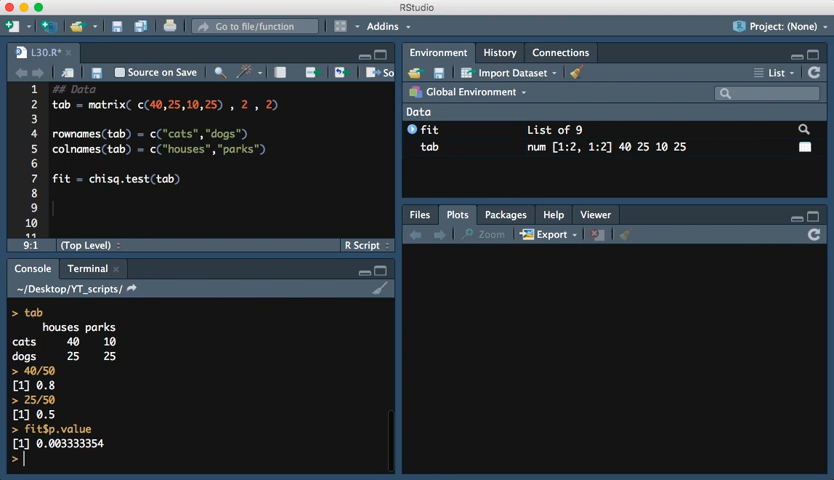 RStudio
Go to file/function
Addins
Project: (None)
L30.R*
Source on Save
So
1 ## Data
2 tab = matrix( c(40,25,10,25) , 2 , 2)
3
4 rownames(tab) = c("cats","dogs")
5 colnames(tab) = c("houses","parks")
6
7 fit = chisq.test(tab)
8
9
10
11
9:1 (Top Level) R Script
Console Terminal
~/Desktop/YT_scripts/
> tab
houses parks
cats 40 10
dogs 25 25
> 40/50
[1] 0.8
> 25/50
[1] 0.5
> fit$p.value
[1] 0.003333354
>
Environment History Connections
Import Dataset List
Global Environment
Data
fit List of 9
tab num [1:2, 1:2] 40 25 10 25
Files Plots Packages Help Viewer
Zoom Export